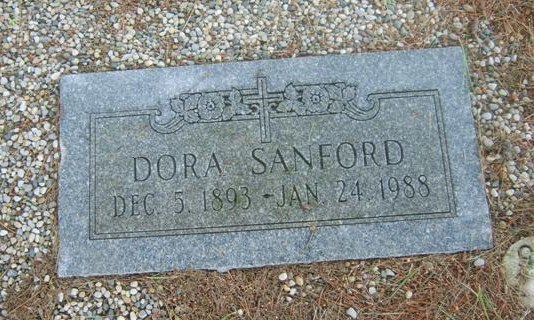 DORA SANFORD
DEC. 5, 1893 - JAN. 24, 1988